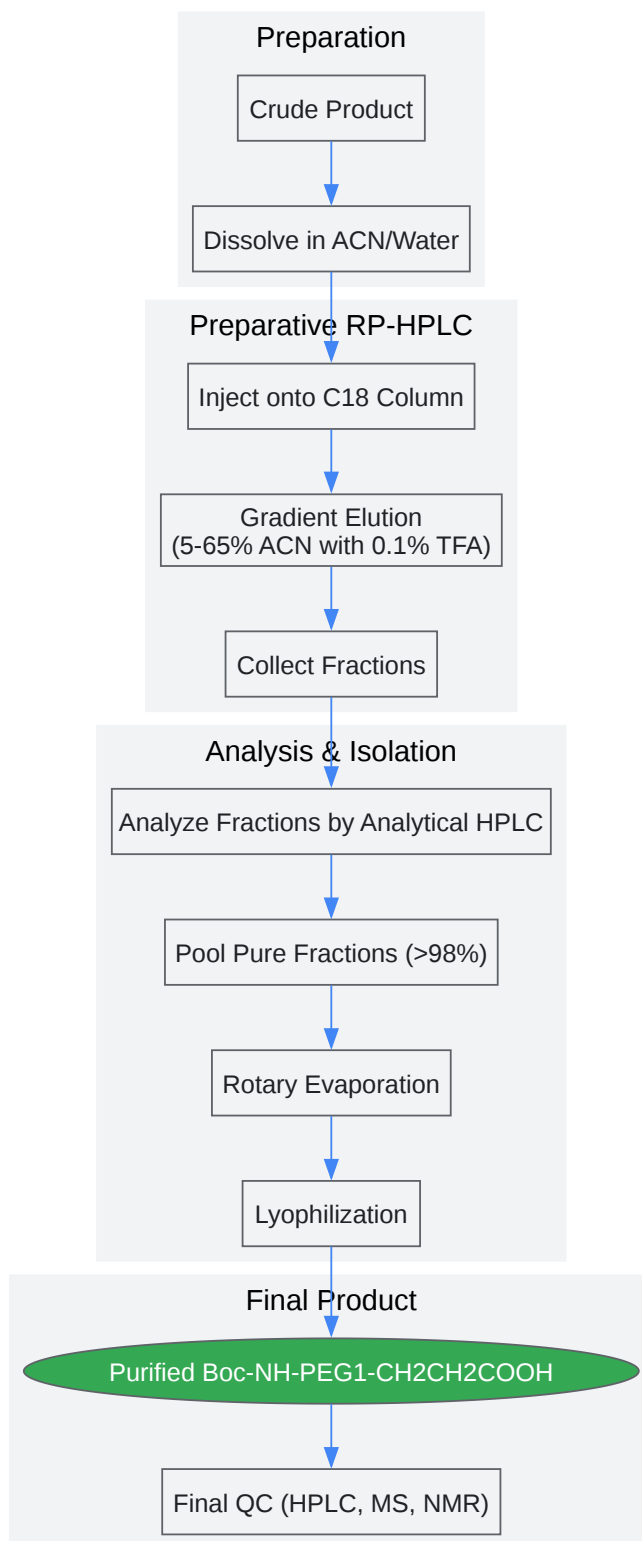 Preparation
Crude Product
Dissolve in ACN/Water
Preparative RP-HPLC
Inject onto C18 Column
Gradient Elution
(5-65% ACN with 0.1% TFA)
Collect Fractions
Analysis & Isolation
Analyze Fractions by Analytical HPLC
Pool Pure Fractions (>98%)
Rotary Evaporation
Lyophilization
Final Product
Purified Boc-NH-PEG1-CH2CH2COOH
Final QC (HPLC, MS, NMR)